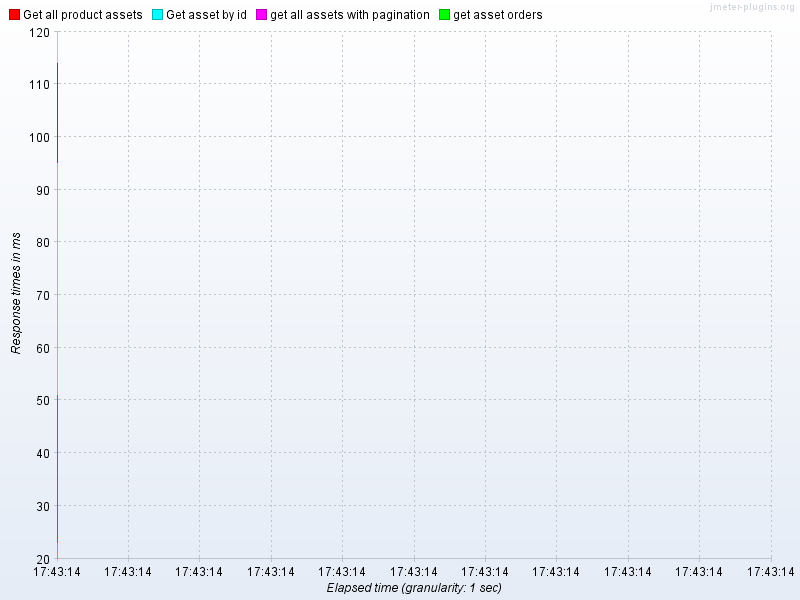 jmeter-plugins.org
Get all product assets Get asset by id get all assets with pagination get asset orders
120
110
100
90
80
70
60
50
40
30
20
Response times in ms
17:43:14 17:43:14 17:43:14 17:43:14 17:43:14 17:43:14 17:43:14 17:43:14 17:43:14 17:43:14 17:43:14
Elapsed time (granularity: 1 sec)